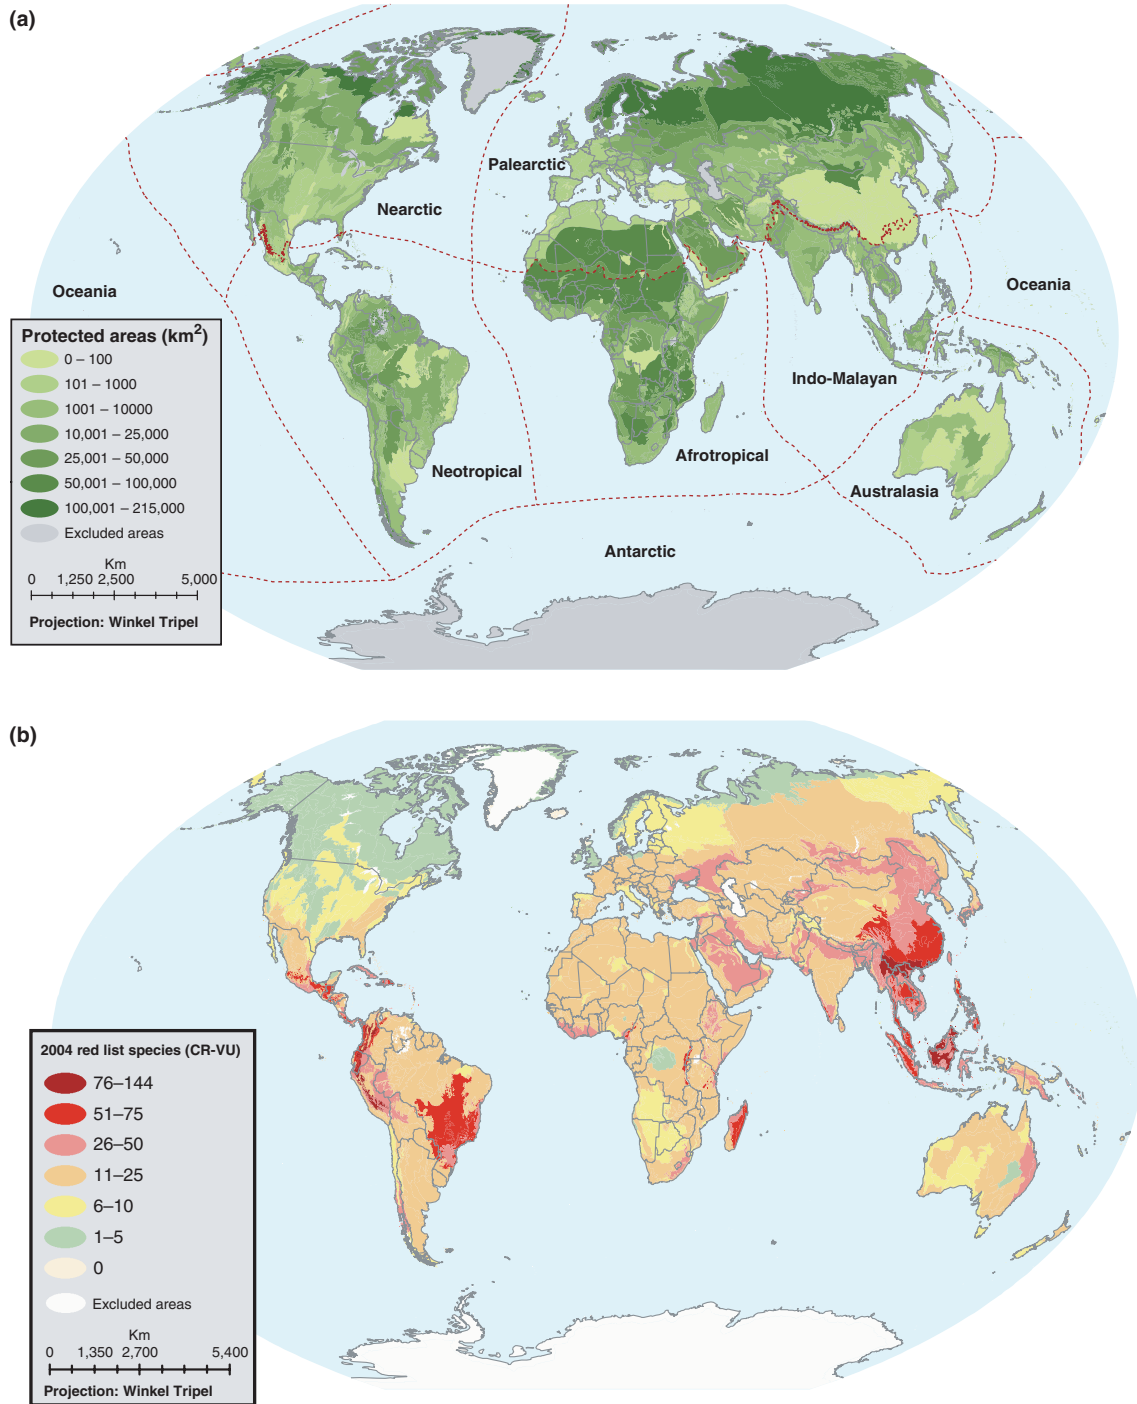 (a)
Palearctic
Nearctic
Oceania
Oceania
Indo-Malayan
Afrotropical
Neotropical
Australasia
Antarctic
Protected areas (km²)
0 – 100
101 – 1000
1001 – 10000
10,001 – 25,000
25,001 – 50,000
50,001 – 100,000
100,001 – 215,000
Excluded areas
Km
0 1,250 2,500 5,000
Projection: Winkel Tripel
(b)
2004 red list species (CR-VU)
76–144
51–75
26–50
11–25
6–10
1–5
0
Excluded areas
Km
0 1,350 2,700 5,400
Projection: Winkel Tripel